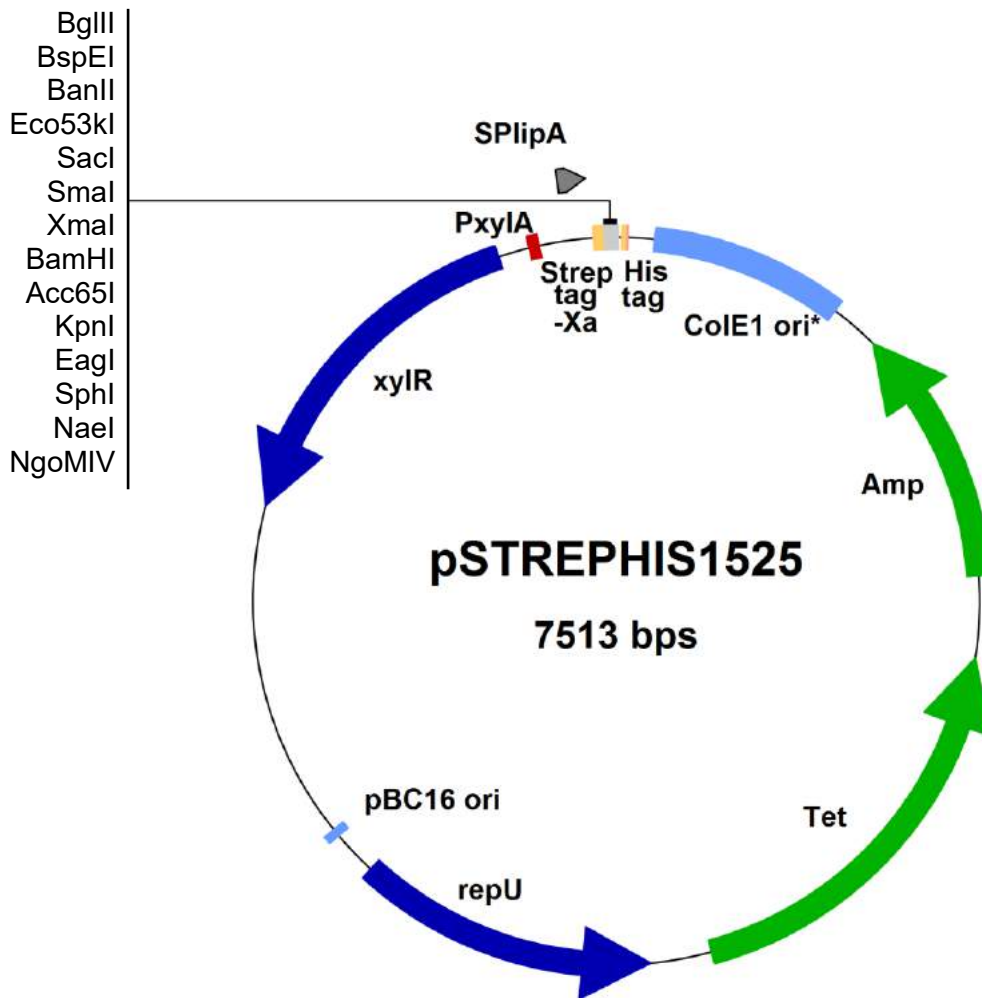 BglII
BspEI
BanII
Eco53kI
SacI
SmaI
XmaI
BamHI
Acc65I
KpnI
EagI
SphI
NaeI
NgoMIV
SPlipA
PxylA
Strep
tag
-Xa
His
tag
ColE1 ori*
xylR
Amp
pSTREPHIS1525
7513 bps
pBC16 ori
Tet
repU